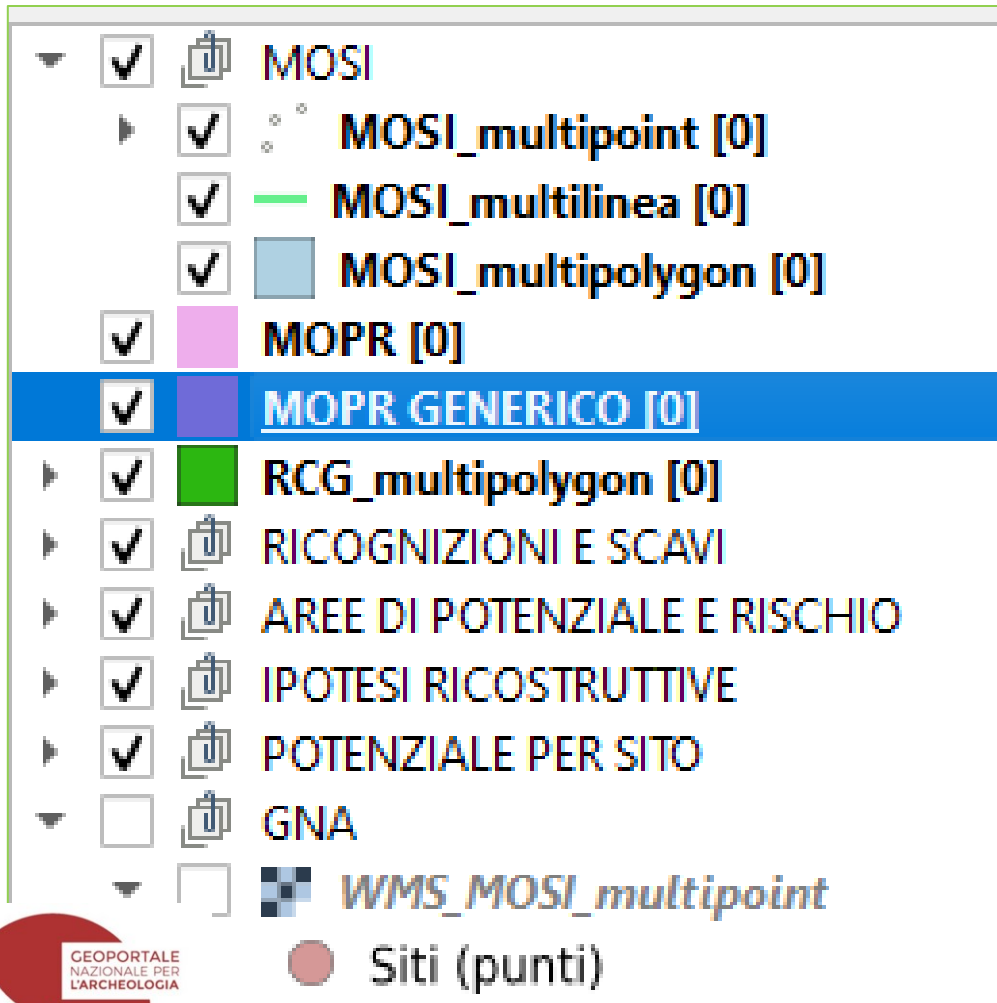 MOSI
MOSI_multipoint [0]
MOSI_multilinea [0]
MOSI_multipolygon [0]
MOPR [0]
MOPR GENERICO [0]
RCG_multipolygon [0]
RICOGNIZIONI E SCAVI
AREE DI POTENZIALE E RISCHIO
IPOTESI RICOSTRUTTIVE
POTENZIALE PER SITO
GNA
WMS_MOSI_multipoint
Siti (punti)
GEOPORTALE
NAZIONALE PER
L'ARCHEOLOGIA